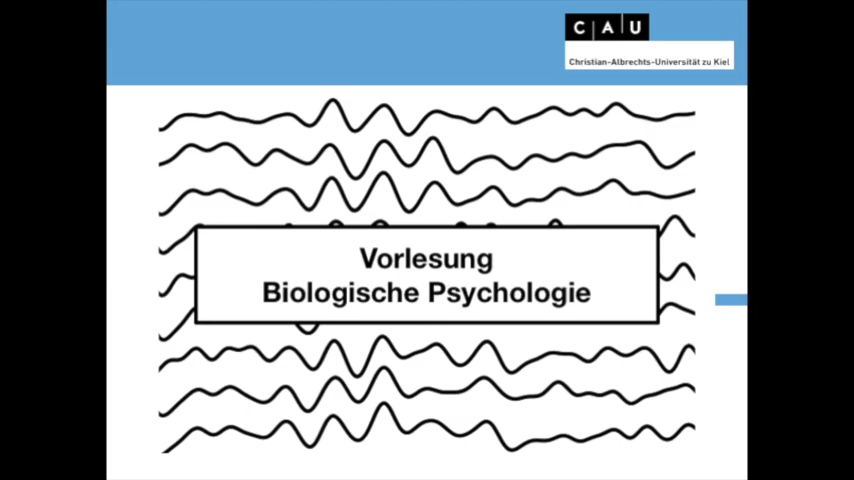 CAU
Christian-Albrechts-Universität zu Kiel
Vorlesung
Biologische Psychologie